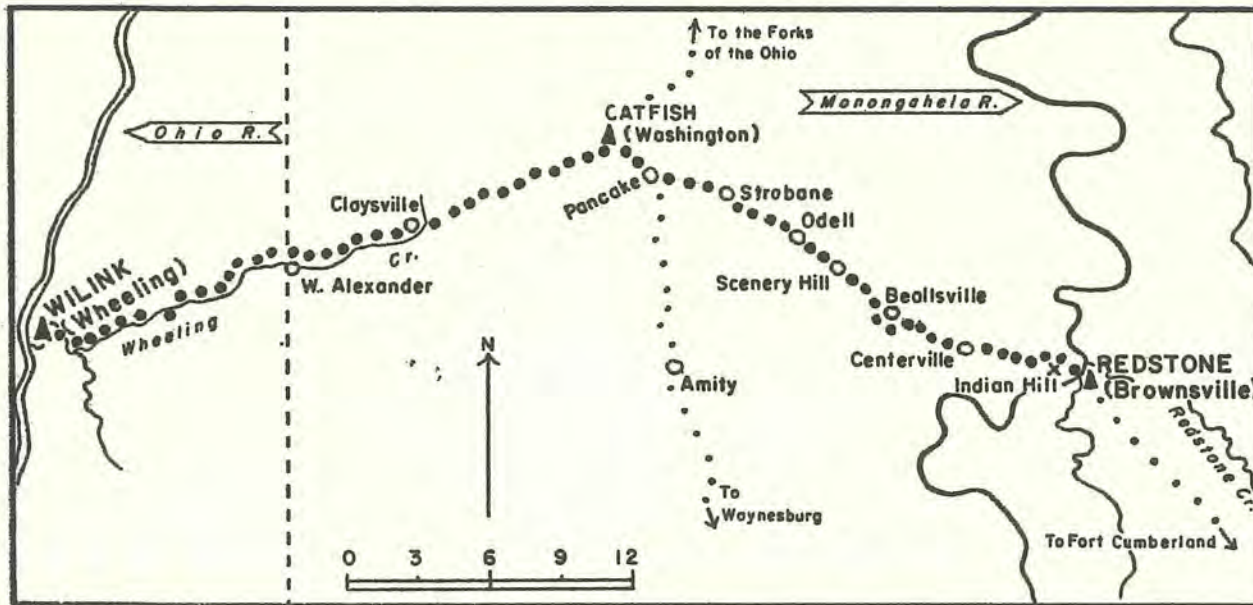 To the Forks
of the Ohio
CATFISH
(Washington)
Monongahela R.
Ohio R.
Pancake
Strobane
Claysville
Odell
Cr.
W. Alexander
Scenery Hill
WILINK
(Wheeling)
Wheeling
Beallsville
N
Centerville
Amity
Indian Hill
REDSTONE
(Brownsville)
Redstone Cr.
To
Waynesburg
To Fort Cumberland
0 3 6 9 12